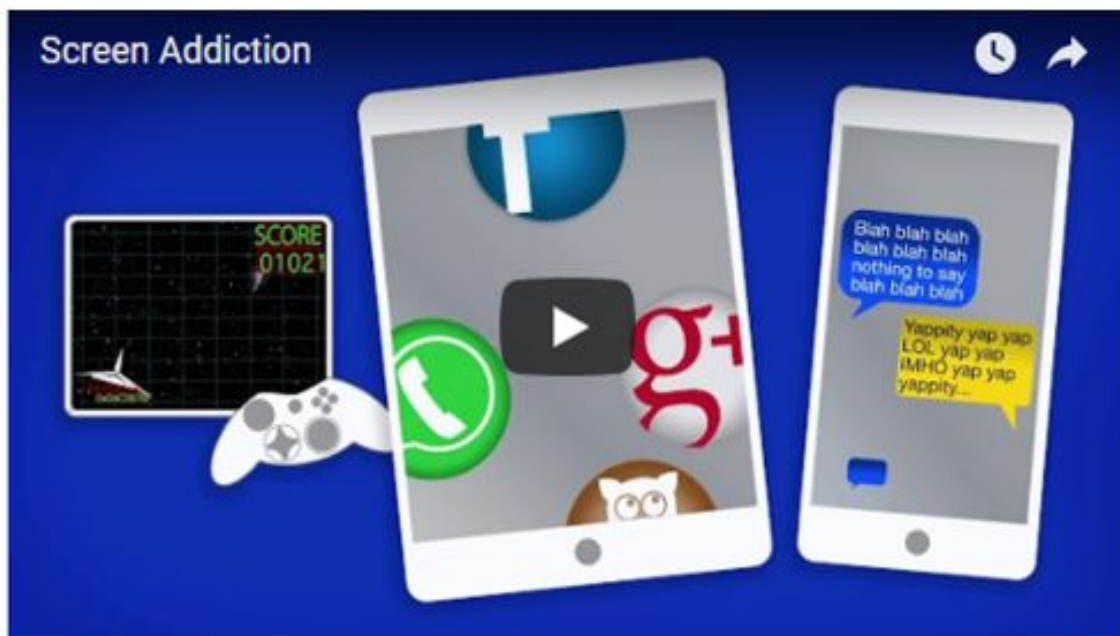 Screen Addiction
SCORE
01021
g+
Blah blah blah
blah blah blah
nothing to say
blah blah blah
Yappity yap yap
LOL yap yap
IMHO yap yap
yappity...